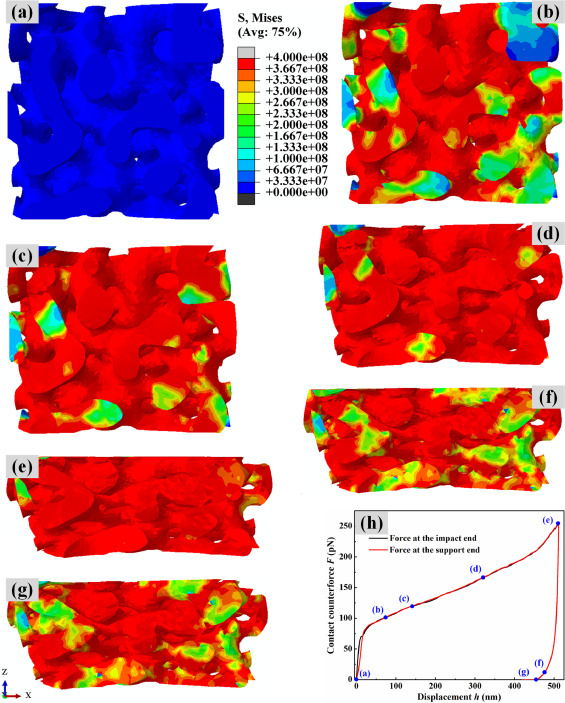 (a)
S, Mises
(Avg: 75%)
+4.000e+08
+3.667e+08
+3.333e+08
+3.000e+08
+2.667e+08
+2.333e+08
+2.000e+08
+1.667e+08
+1.333e+08
+1.000e+08
+6.667e+07
+3.333e+07
+0.000e+00
(b)
(c)
(d)
(e)
(f)
(g)
Z
X
(h)
Force at the impact end
Force at the support end
Contact counterforce F (pN)
250
200
150
100
50
0
(a)
(b)
(c)
(d)
(e)
(f)
(g)
0
100
200
300
400
500
Displacement h (nm)